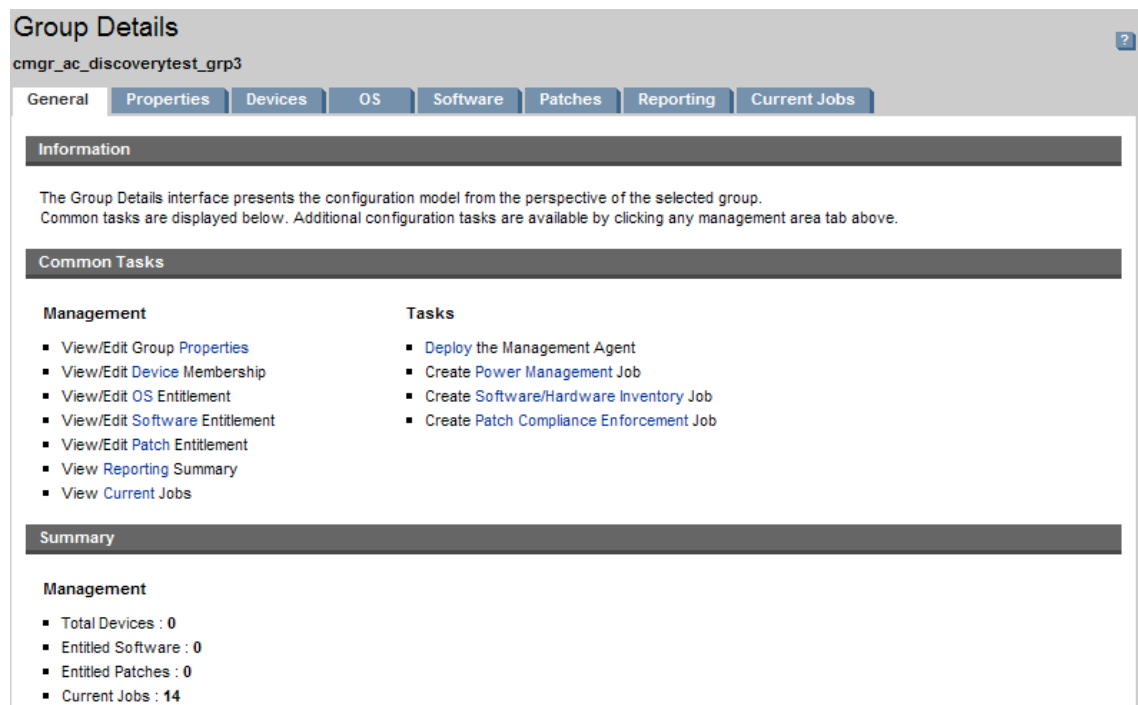 Group Details
?
cmgr_ac_discoverytest_grp3
General Properties Devices OS Software Patches Reporting Current Jobs
Information
The Group Details interface presents the configuration model from the perspective of the selected group.
Common tasks are displayed below. Additional configuration tasks are available by clicking any management area tab above.
Common Tasks
Management
View/Edit Group Properties
View/Edit Device Membership
View/Edit OS Entitlement
View/Edit Software Entitlement
View/Edit Patch Entitlement
View Reporting Summary
View Current Jobs
Tasks
Deploy the Management Agent
Create Power Management Job
Create Software/Hardware Inventory Job
Create Patch Compliance Enforcement Job
Summary
Management
Total Devices : 0
Entitled Software : 0
Entitled Patches : 0
Current Jobs : 14